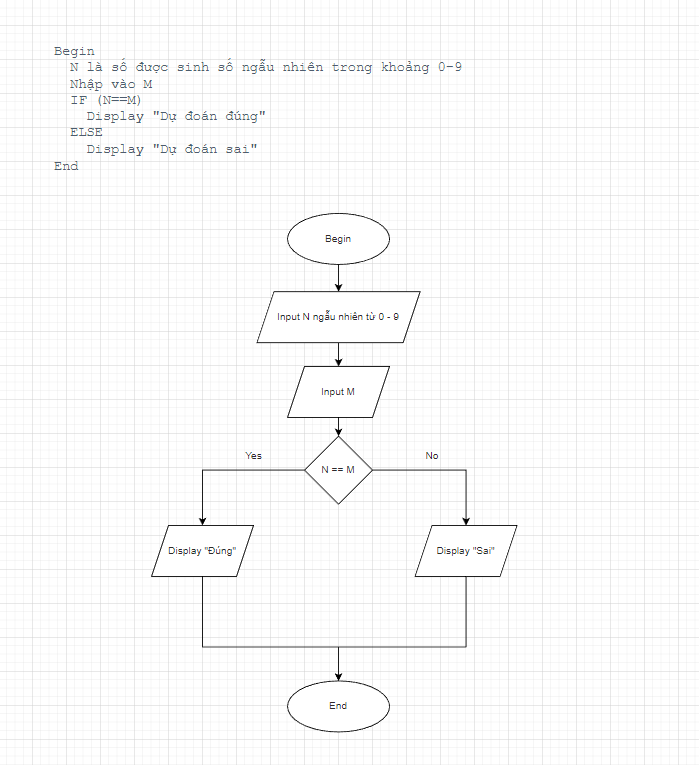 Begin
N là số được sinh số ngẫu nhiên trong khoảng 0-9
Nhập vào M
IF (N==M)
Display "Dự đoán đúng"
ELSE
Display "Dự đoán sai"
End
Begin
Input N ngẫu nhiên từ 0 - 9
Input M
Yes
No
N == M
Display "Đúng"
Display "Sai"
End